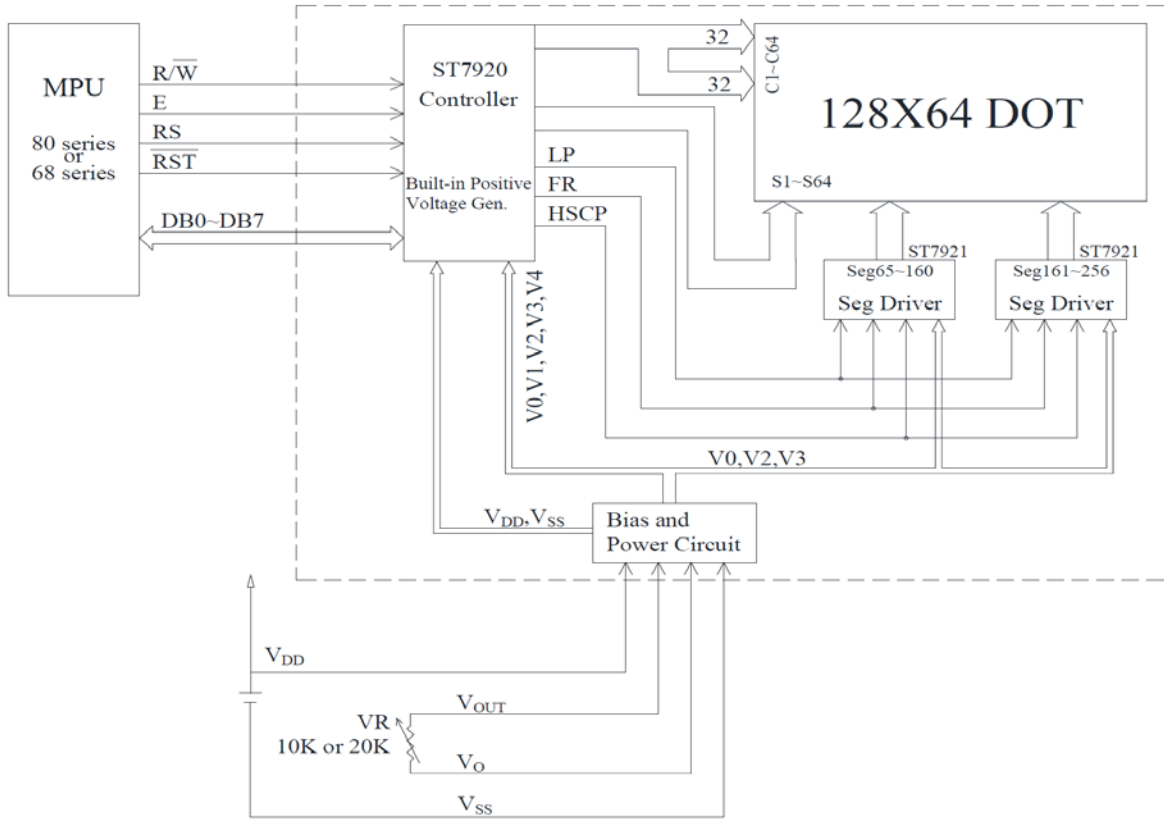 MPU
80 series
or
68 series
R/W̅
E
RS
R̅S̅T̅
DB0~DB7
ST7920
Controller
Built-in Positive
Voltage Gen.
LP
FR
HSCP
32
32
C1~C64
128X64 DOT
S1~S64
ST7921
Seg65~160
Seg Driver
ST7921
Seg161~256
Seg Driver
V0,V1,V2,V3,V4
V0,V2,V3
VDD,VSS
Bias and
Power Circuit
VDD
VOUT
VR
10K or 20K
VO
VSS